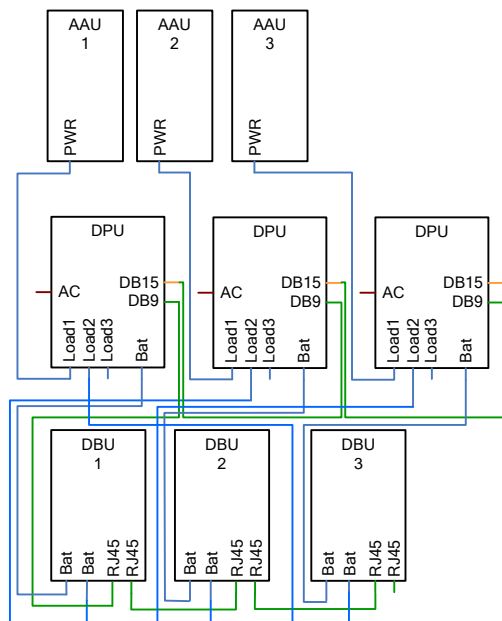 AAU
1
AAU
2
AAU
3
PWR
PWR
PWR
DPU
AC
DB15
DB9
Load1
Load2
Load3
Bat
DPU
AC
DB15
DB9
Load1
Load2
Load3
Bat
DPU
AC
DB15
DB9
Load1
Load2
Load3
Bat
DBU
1
Bat
Bat
RJ45
RJ45
DBU
2
Bat
Bat
RJ45
RJ45
DBU
3
Bat
Bat
RJ45
RJ45